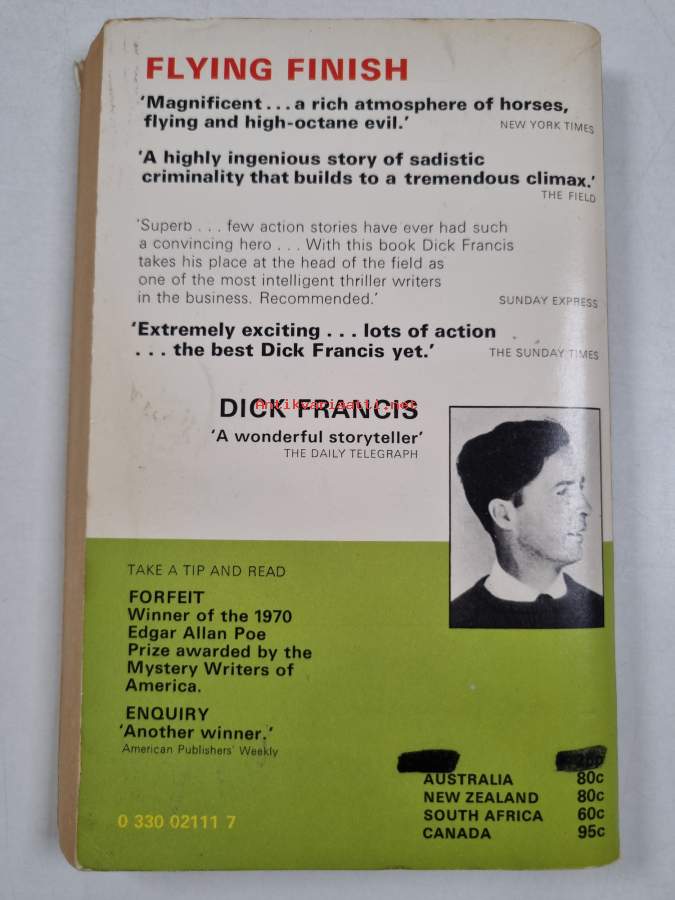 FLYING FINISH
'Magnificent... a rich atmosphere of horses,
flying and high-octane evil.'
NEW YORK TIMES
'A highly ingenious story of sadistic
criminality that builds to a tremendous climax.'
THE FIELD
'Superb . . . few action stories have ever had such
a convincing hero . . . With this book Dick Francis
takes his place at the head of the field as
one of the most intelligent thriller writers
in the business. Recommended.'
SUNDAY EXPRESS
'Extremely exciting . . . lots of action
. . . the best Dick Francis yet.'
THE SUNDAY TIMES
DICK FRANCIS
Antikvariaatti.net
'A wonderful storyteller'
THE DAILY TELEGRAPH
TAKE A TIP AND READ
FORFEIT
Winner of the 1970
Edgar Allan Poe
Prize awarded by the
Mystery Writers of
America.
ENQUIRY
'Another winner.'
American Publishers' Weekly
AUSTRALIA 80c
NEW ZEALAND 80c
SOUTH AFRICA 60c
CANADA 95c
0 330 02111 7